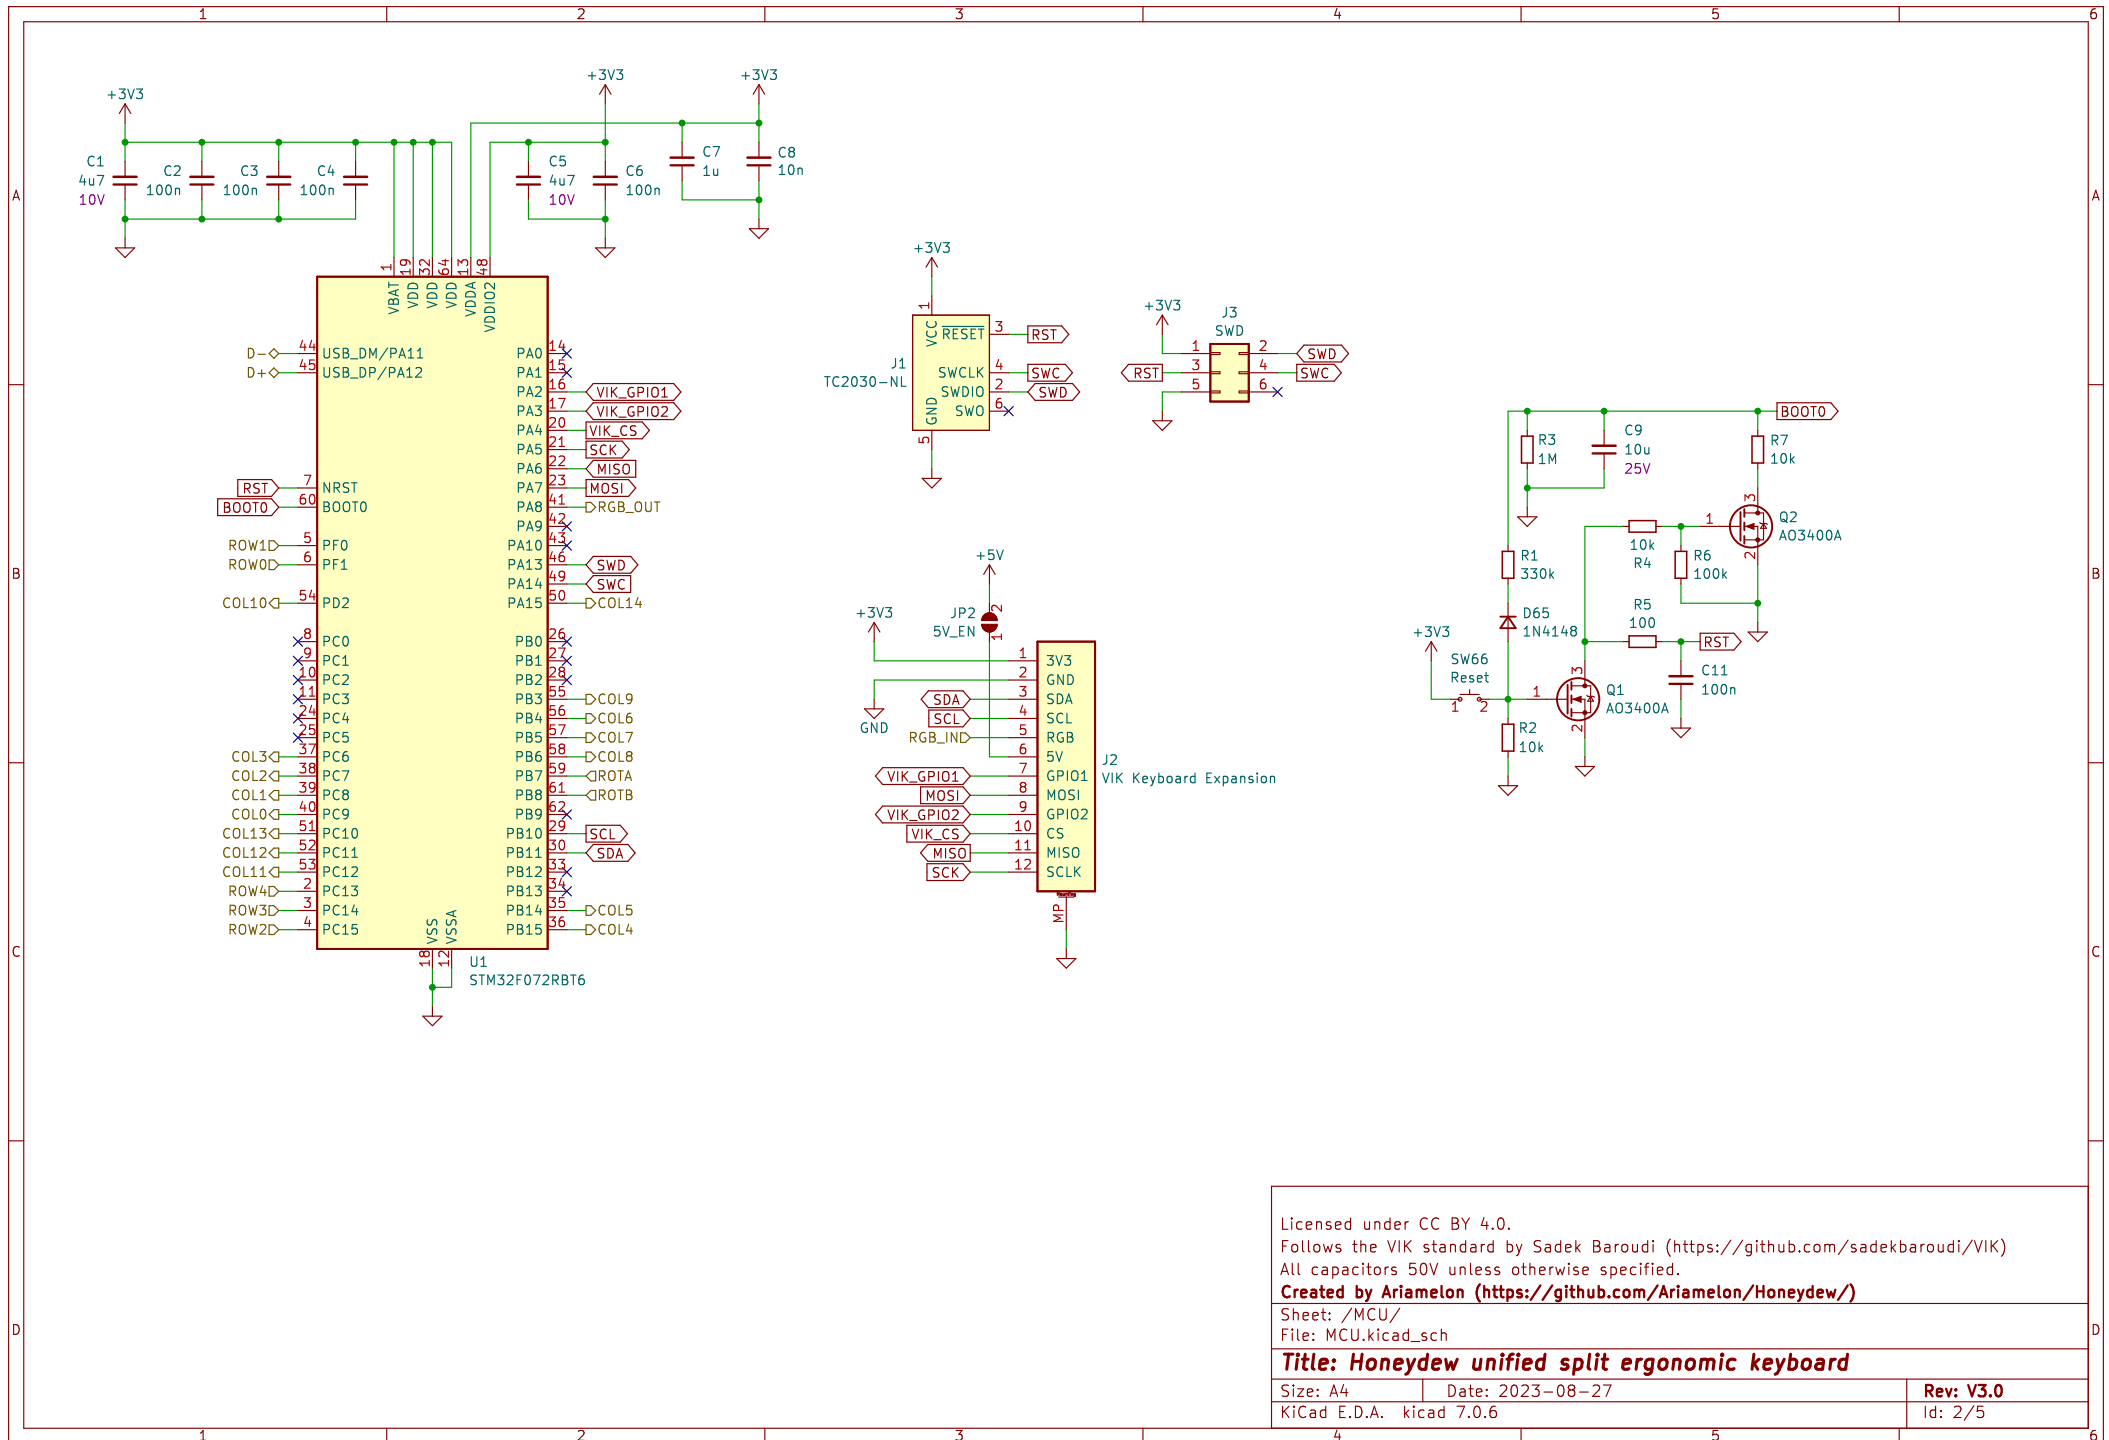 1 2 3 4 5 6
A A
B B
C C
D D
+3V3
C1
4u7
10V
C2
100n
C3
100n
C4
100n
+3V3
C5
4u7
10V
C6
100n
+3V3
C7
1u
C8
10n
1 19 32 64 13 48
VBAT VDD VDD VDD VDDA VDDIO2
D- 44 USB_DM/PA11
D+ 45 USB_DP/PA12
RST 7 NRST
BOOT0 60 BOOT0
ROW1 5 PF0
ROW0 6 PF1
COL10 54 PD2
8 PC0
9 PC1
10 PC2
11 PC3
24 PC4
25 PC5
COL3 37 PC6
COL2 38 PC7
COL1 39 PC8
COL0 40 PC9
COL13 51 PC10
COL12 52 PC11
COL11 53 PC12
ROW4 2 PC13
ROW3 3 PC14
ROW2 4 PC15
PA0 14
PA1 15
PA2 16 VIK_GPIO1
PA3 17 VIK_GPIO2
PA4 20 VIK_CS
PA5 21 SCK
PA6 22 MISO
PA7 23 MOSI
PA8 41 RGB_OUT
PA9 42
PA10 43
PA13 46 SWD
PA14 49 SWC
PA15 50 COL14
PB0 26
PB1 27
PB2 28
PB3 55 COL9
PB4 56 COL6
PB5 57 COL7
PB6 58 COL8
PB7 59 ROTA
PB8 61 ROTB
PB9 62
PB10 29 SCL
PB11 30 SDA
PB12 33
PB13 34
PB14 35 COL5
PB15 36 COL4
VSS VSSA
18 12
U1
STM32F072RBT6
+3V3
1
VCC
RESET 3 RST
J1
TC2030-NL
SWCLK 4 SWC
SWDIO 2 SWD
SWO 6
GND
5
J3
SWD
+3V3
1 2 SWD
RST 3 4 SWC
5 6
+5V
JP2
5V_EN
2
1
+3V3
GND
1 3V3
2 GND
SDA 3 SDA
SCL 4 SCL
RGB_IN 5 RGB
6 5V
VIK_GPIO1 7 GPIO1
MOSI 8 MOSI
VIK_GPIO2 9 GPIO2
VIK_CS 10 CS
MISO 11 MISO
SCK 12 SCLK
MP
J2
VIK Keyboard Expansion
BOOT0
R3
1M
C9
10u
25V
R7
10k
3
1
2
Q2
AO3400A
10k
R4
R6
100k
R1
330k
D65
1N4148
R5
100
RST
C11
100n
+3V3
SW66
Reset
1 2
3
1
2
Q1
AO3400A
R2
10k
Licensed under CC BY 4.0.
Follows the VIK standard by Sadek Baroudi (https://github.com/sadekbaroudi/VIK)
All capacitors 50V unless otherwise specified.
Created by Ariamelon (https://github.com/Ariamelon/Honeydew/)
Sheet: /MCU/
File: MCU.kicad_sch
Title: Honeydew unified split ergonomic keyboard
Size: A4 Date: 2023-08-27 Rev: V3.0
KiCad E.D.A. kicad 7.0.6 Id: 2/5
1 2 3 4 5 6